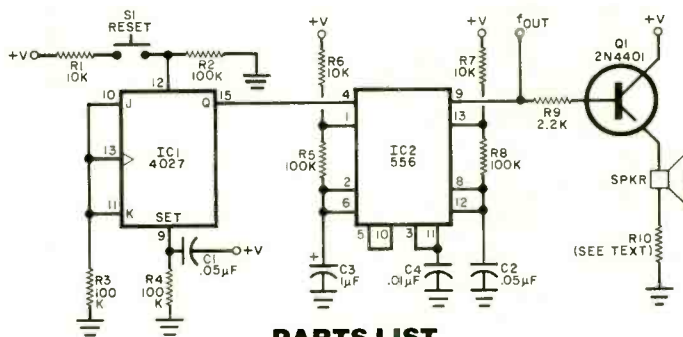 S1
RESET
+V
R1
10K
R2
100K
12
10
J
Q
15
13
IC1
4027
11
K
SET
9
C1
.05µF
+V
R3
100
K
R4
100
K
+V
R6
10K
4
1
R5
100K
2
6
5
10
3
11
IC2
556
C3
1µF
+
C4
.01µF
+V
R7
10K
9
13
R8
100K
8
12
C2
.05µF
fOUT
R9
2.2K
+V
Q1
2N4401
SPKR
R10
(SEE TEXT)
PARTS LIST